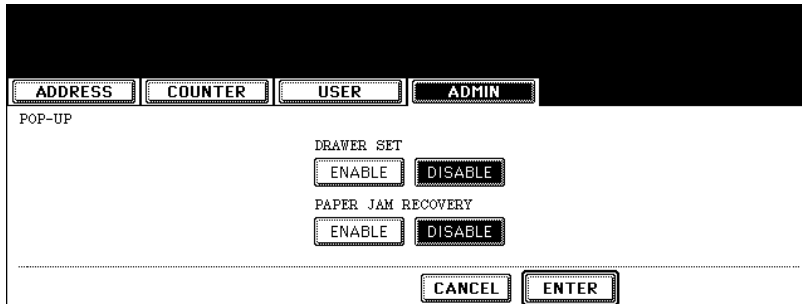 ADDRESS COUNTER USER ADMIN
POP-UP
DRAWER SET
ENABLE DISABLE
PAPER JAM RECOVERY
ENABLE DISABLE
CANCEL ENTER